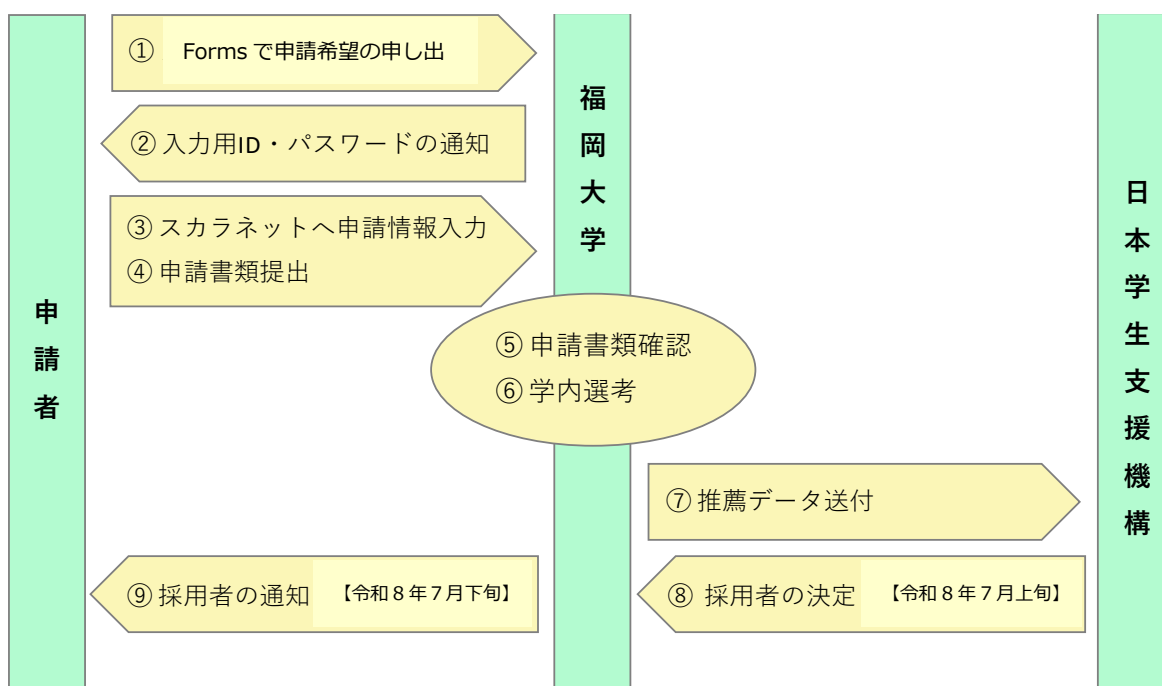 ① Forms で申請希望の申し出
② 入力用ID・パスワードの通知
③ スカラネットへ申請情報入力
④ 申請書類提出
申請者
福岡大学
日本学生支援機構
⑤ 申請書類確認
⑥ 学内選考
⑦ 推薦データ送付
⑨ 採用者の通知 【令和８年７月下旬】
⑧ 採用者の決定 【令和８年７月上旬】